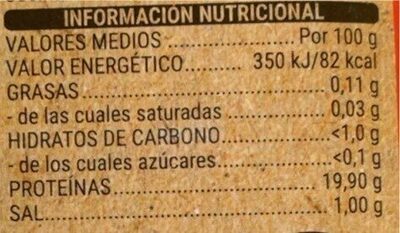 INFORMACIÓN NUTRICIONAL
VALORES MEDIOS..................Por 100 g
VALOR ENERGÉTICO..........350 kJ/82 kcal
GRASAS..................................0,11 g
- de las cuales saturadas..............0,03 g
HIDRATOS DE CARBONO..............<1,0 g
- de los cuales azúcares..............<0,1 g
PROTEÍNAS..............................19,90 g
SAL..........................................1,00 g